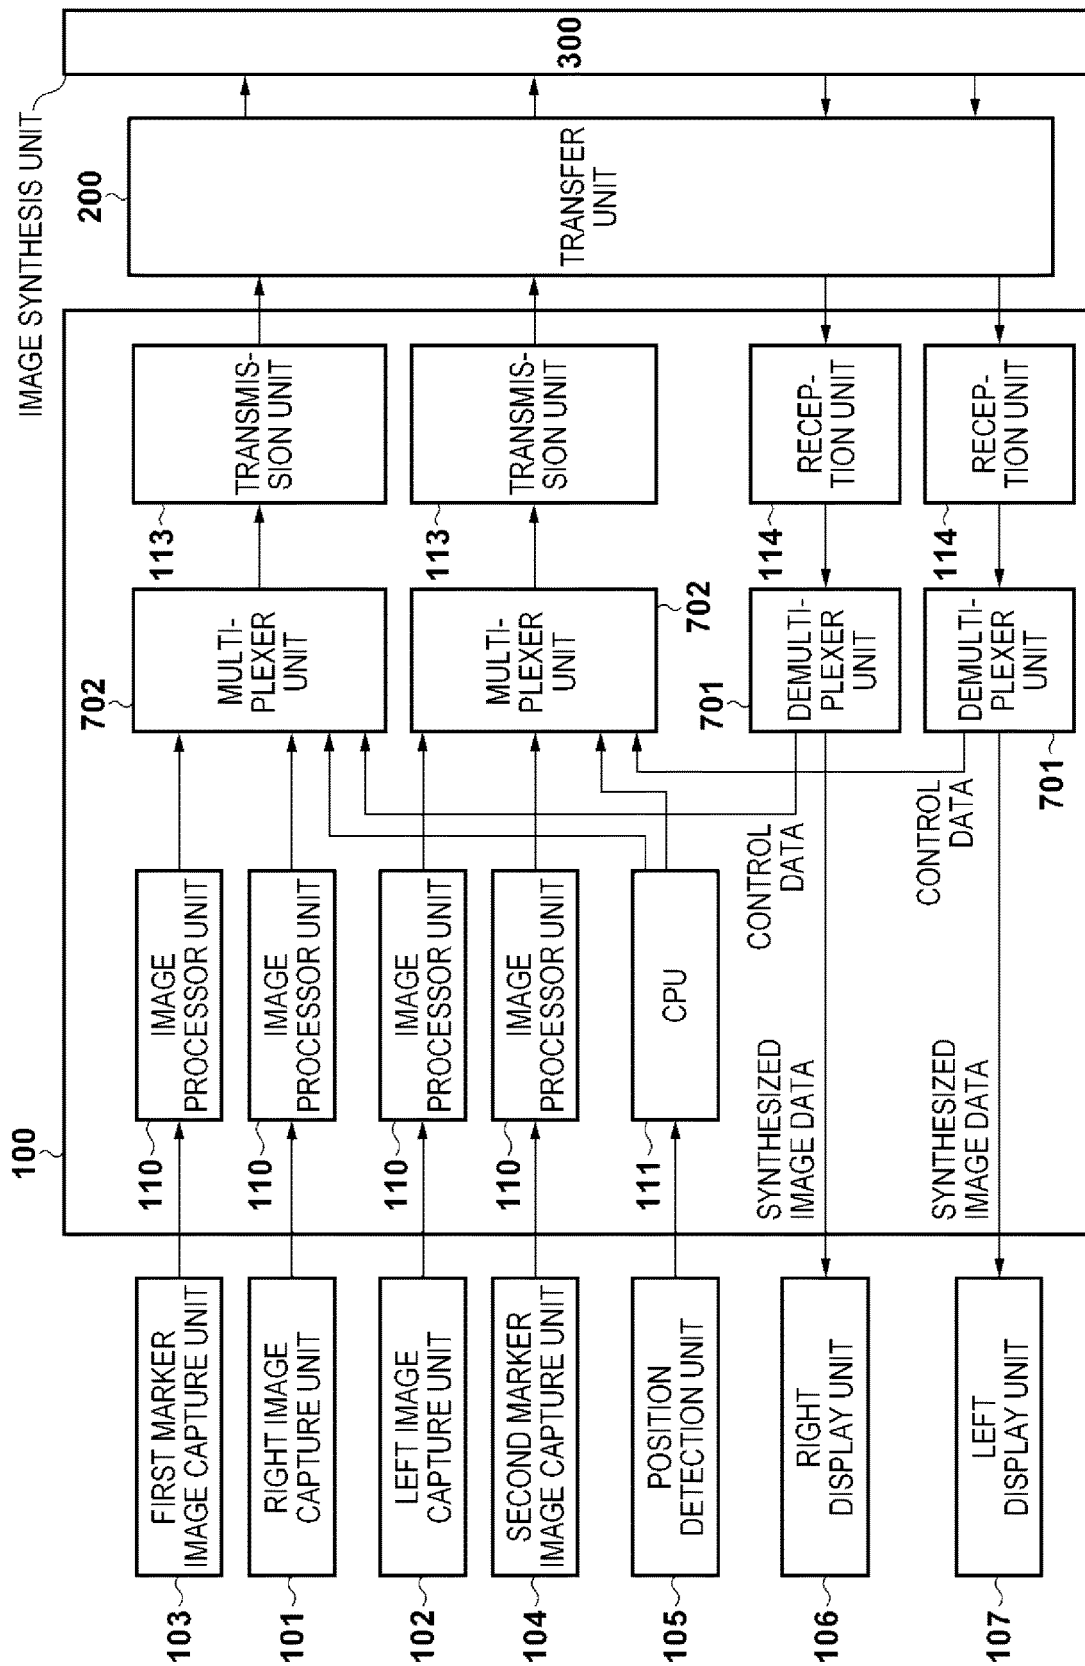 100
200
IMAGE SYNTHESIS UNIT
300
103
FIRST MARKER
IMAGE CAPTURE UNIT
110
IMAGE
PROCESSOR UNIT
702
MULTI-
PLEXER
UNIT
113
TRANSMIS-
SION UNIT
101
RIGHT IMAGE
CAPTURE UNIT
110
IMAGE
PROCESSOR UNIT
TRANSFER
UNIT
102
LEFT IMAGE
CAPTURE UNIT
110
IMAGE
PROCESSOR UNIT
MULTI-
PLEXER
UNIT
702
113
TRANSMIS-
SION UNIT
104
SECOND MARKER
IMAGE CAPTURE UNIT
110
IMAGE
PROCESSOR UNIT
105
POSITION
DETECTION UNIT
111
CPU
106
RIGHT
DISPLAY UNIT
SYNTHESIZED
IMAGE DATA
CONTROL
DATA
701
DEMULTI-
PLEXER
UNIT
114
RECEP-
TION UNIT
107
LEFT
DISPLAY UNIT
SYNTHESIZED
IMAGE DATA
CONTROL
DATA
701
DEMULTI-
PLEXER
UNIT
114
RECEP-
TION UNIT